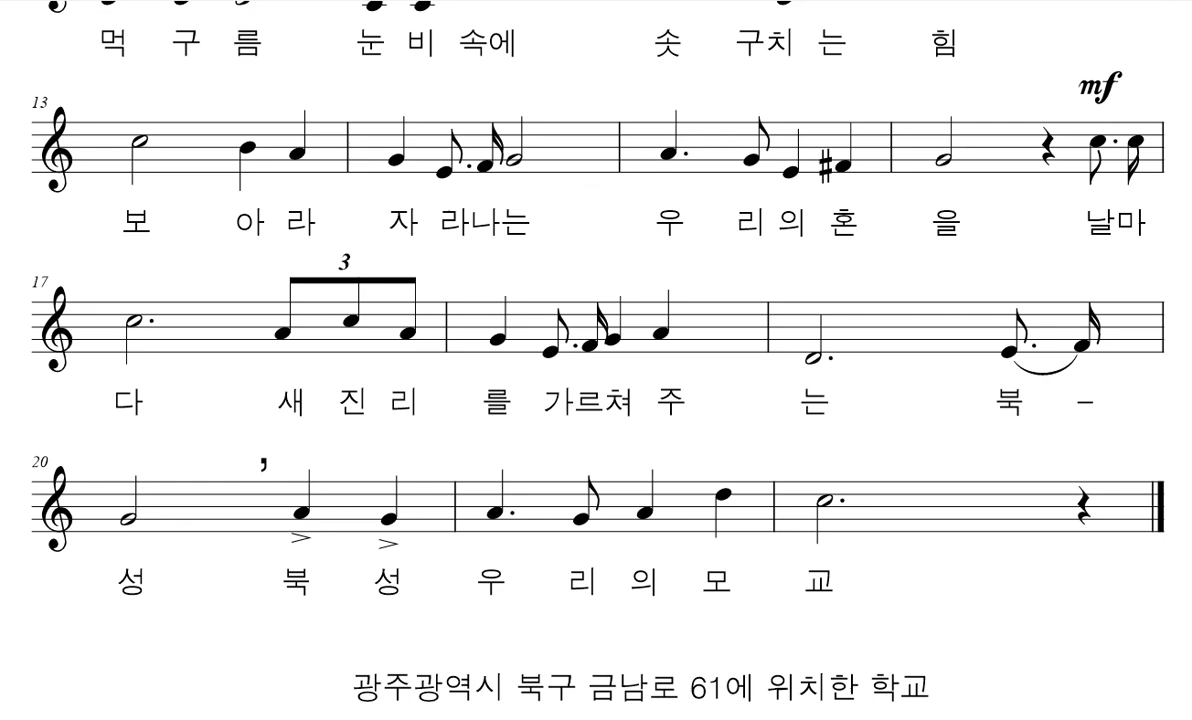 먹 구 름 눈 비 속에 솟 구치 는 힘
mf
13
보 아 라 자 라나는 우 리 의 혼 을 날마
17
3
다 새 진 리 를 가르쳐 주 는 북 –
20
성 북 성 우 리 의 모 교
광주광역시 북구 금남로 61에 위치한 학교